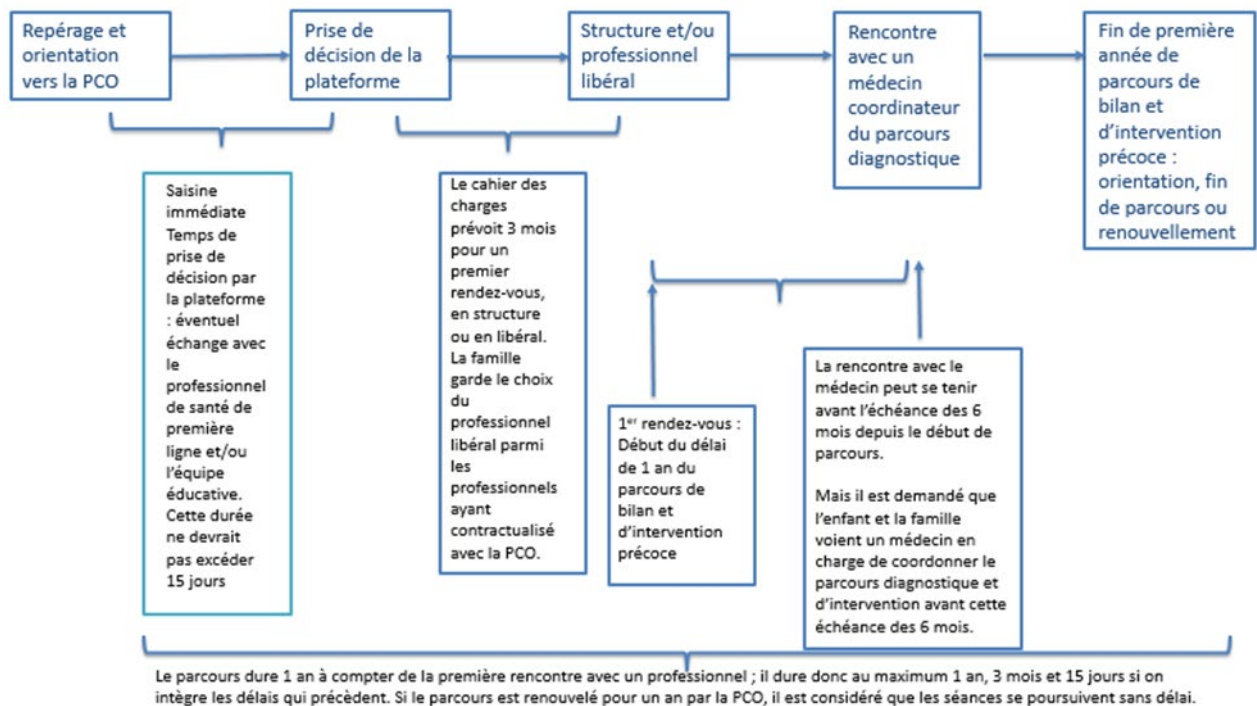 Repérage et
orientation
vers la PCO
Prise de
décision de la
plateforme
Structure et/ou
professionnel
libéral
Rencontre
avec un
médecin
coordinateur
du parcours
diagnostique
Fin de première
année de
parcours de
bilan et
d’intervention
précoce :
orientation, fin
de parcours ou
renouvellement
Saisine
immédiate
Temps de
prise de
décision par
la plateforme
: éventuel
échange avec
le
professionnel
de santé de
première
ligne et/ou
l’équipe
éducative.
Cette durée
ne devrait
pas excéder
15 jours
Le cahier des
charges
prévoit 3 mois
pour un
premier
rendez-vous,
en structure
ou en libéral.
La famille
garde le choix
du
professionnel
libéral parmi
les
professionnels
ayant
contractualisé
avec la PCO.
1er rendez-vous :
Début du délai
de 1 an du
parcours de
bilan et
d’intervention
précoce
La rencontre avec le
médecin peut se tenir
avant l’échéance des 6
mois depuis le début de
parcours.
Mais il est demandé que
l’enfant et la famille
voient un médecin en
charge de coordonner le
parcours diagnostique et
d’intervention avant cette
échéance des 6 mois.
Le parcours dure 1 an à compter de la première rencontre avec un professionnel ; il dure donc au maximum 1 an, 3 mois et 15 jours si on
intègre les délais qui précèdent. Si le parcours est renouvelé pour un an par la PCO, il est considéré que les séances se poursuivent sans délai.